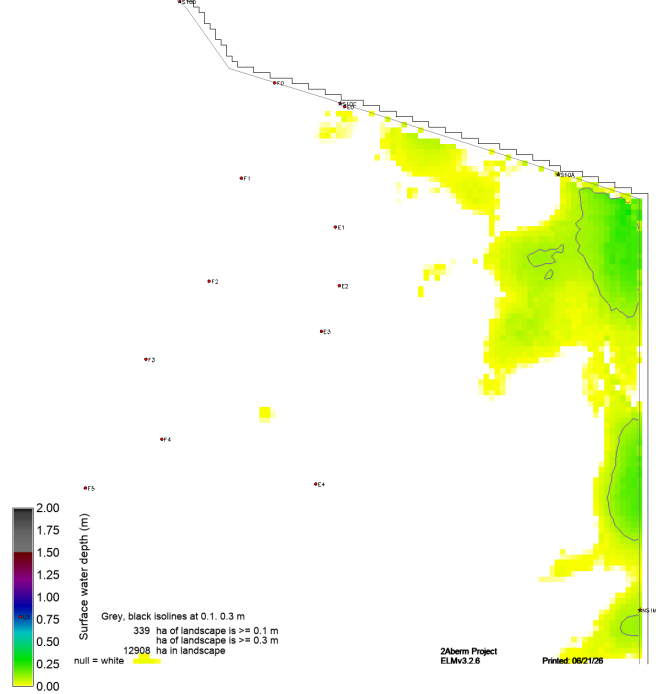 S10D
F0
S10C
E0
S10A
F1
E1
F2
E2
E3
F3
F4
E4
F5
2.00
1.75
1.50
1.25
1.00
0.75
0.50
0.25
0.00
Surface water depth (m)
U3
NS1M
Grey, black isolines at 0.1. 0.3 m
339 ha of landscape is >= 0.1 m
ha of landscape is >= 0.3 m
12908 ha in landscape
null = white
2Aberm Project
ELMv3.2.6
Printed: 08/21/26